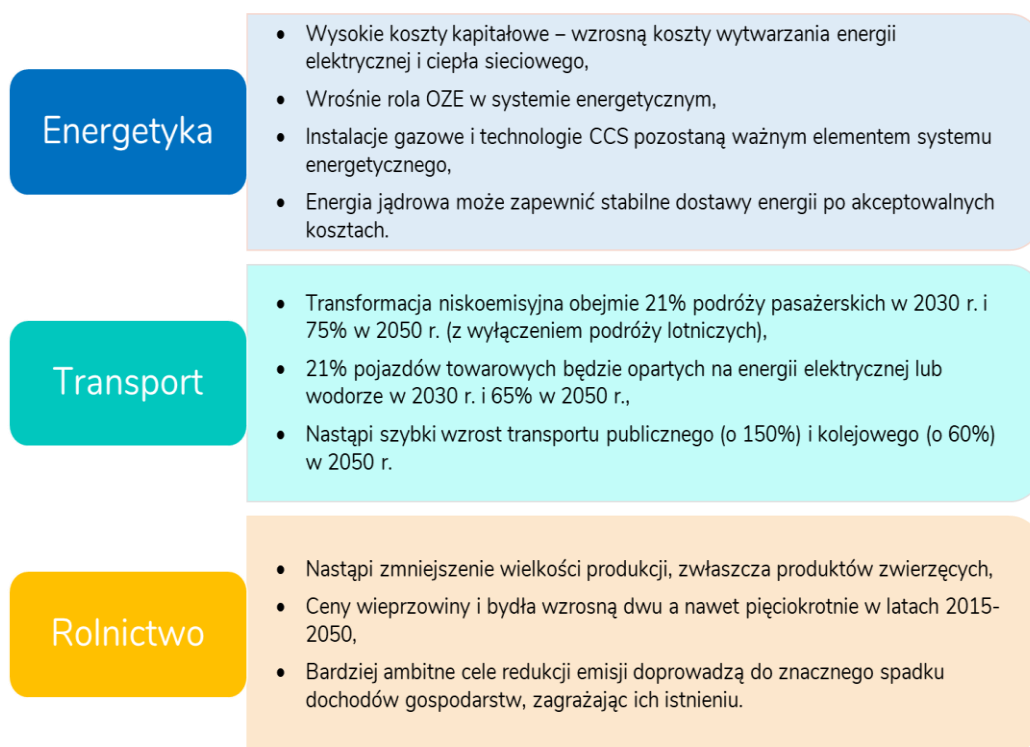 Energetyka
• Wysokie koszty kapitałowe – wzrosną koszty wytwarzania energii
elektrycznej i ciepła sieciowego,
• Wrośnie rola OZE w systemie energetycznym,
• Instalacje gazowe i technologie CCS pozostaną ważnym elementem systemu
energetycznego,
• Energia jądrowa może zapewnić stabilne dostawy energii po akceptowalnych
kosztach.
Transport
• Transformacja niskoemisyjna obejmie 21% podróży pasażerskich w 2030 r. i
75% w 2050 r. (z wyłączeniem podróży lotniczych),
• 21% pojazdów towarowych będzie opartych na energii elektrycznej lub
wodorze w 2030 r. i 65% w 2050 r.,
• Nastąpi szybki wzrost transportu publicznego (o 150%) i kolejowego (o 60%)
w 2050 r.
Rolnictwo
• Nastąpi zmniejszenie wielkości produkcji, zwłaszcza produktów zwierzęcych,
• Ceny wieprzowiny i bydła wzrosną dwu a nawet pięciokrotnie w latach 2015-
2050,
• Bardziej ambitne cele redukcji emisji doprowadzą do znacznego spadku
dochodów gospodarstw, zagrażając ich istnieniu.